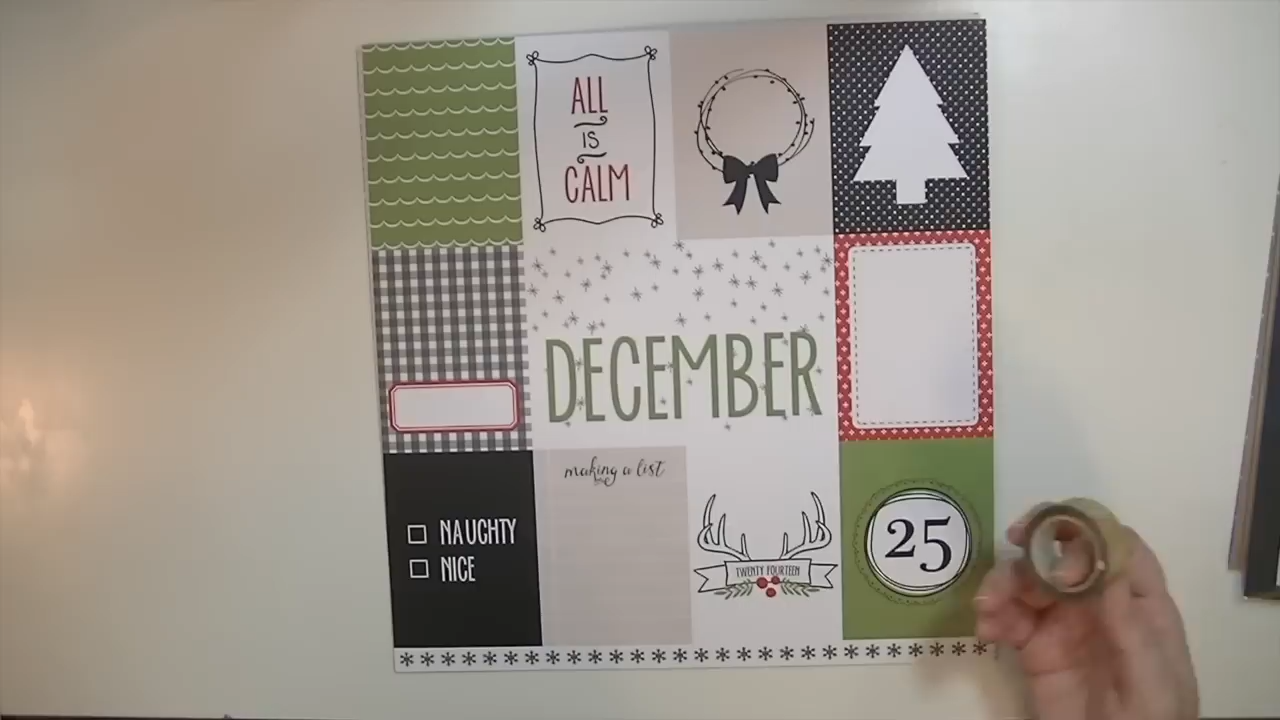 ALL
IS
CALM
DECEMBER
making a list
NAUGHTY
NICE
TWENTY FOURTEEN
25